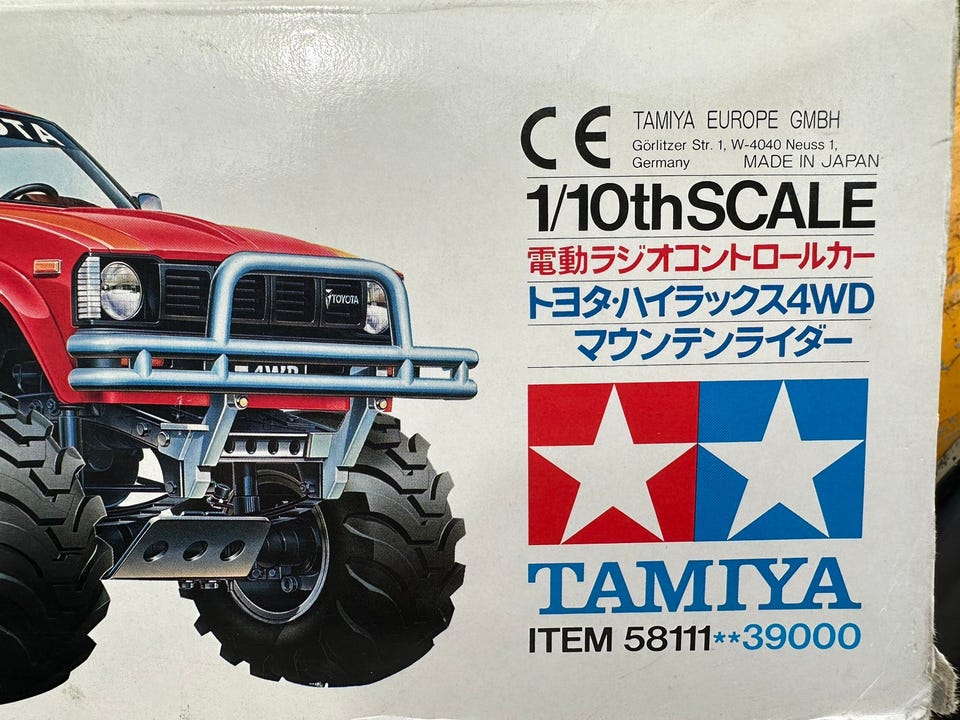 OTA
TOYOTA
4WD
CE TAMIYA EUROPE GMBH
Görlitzer Str. 1, W-4040 Neuss 1,
Germany MADE IN JAPAN
1/10th SCALE
電動ラジオコントロールカー
トヨタ・ハイラックス4WD
マウンテンライダー
TAMIYA
ITEM 58111**39000